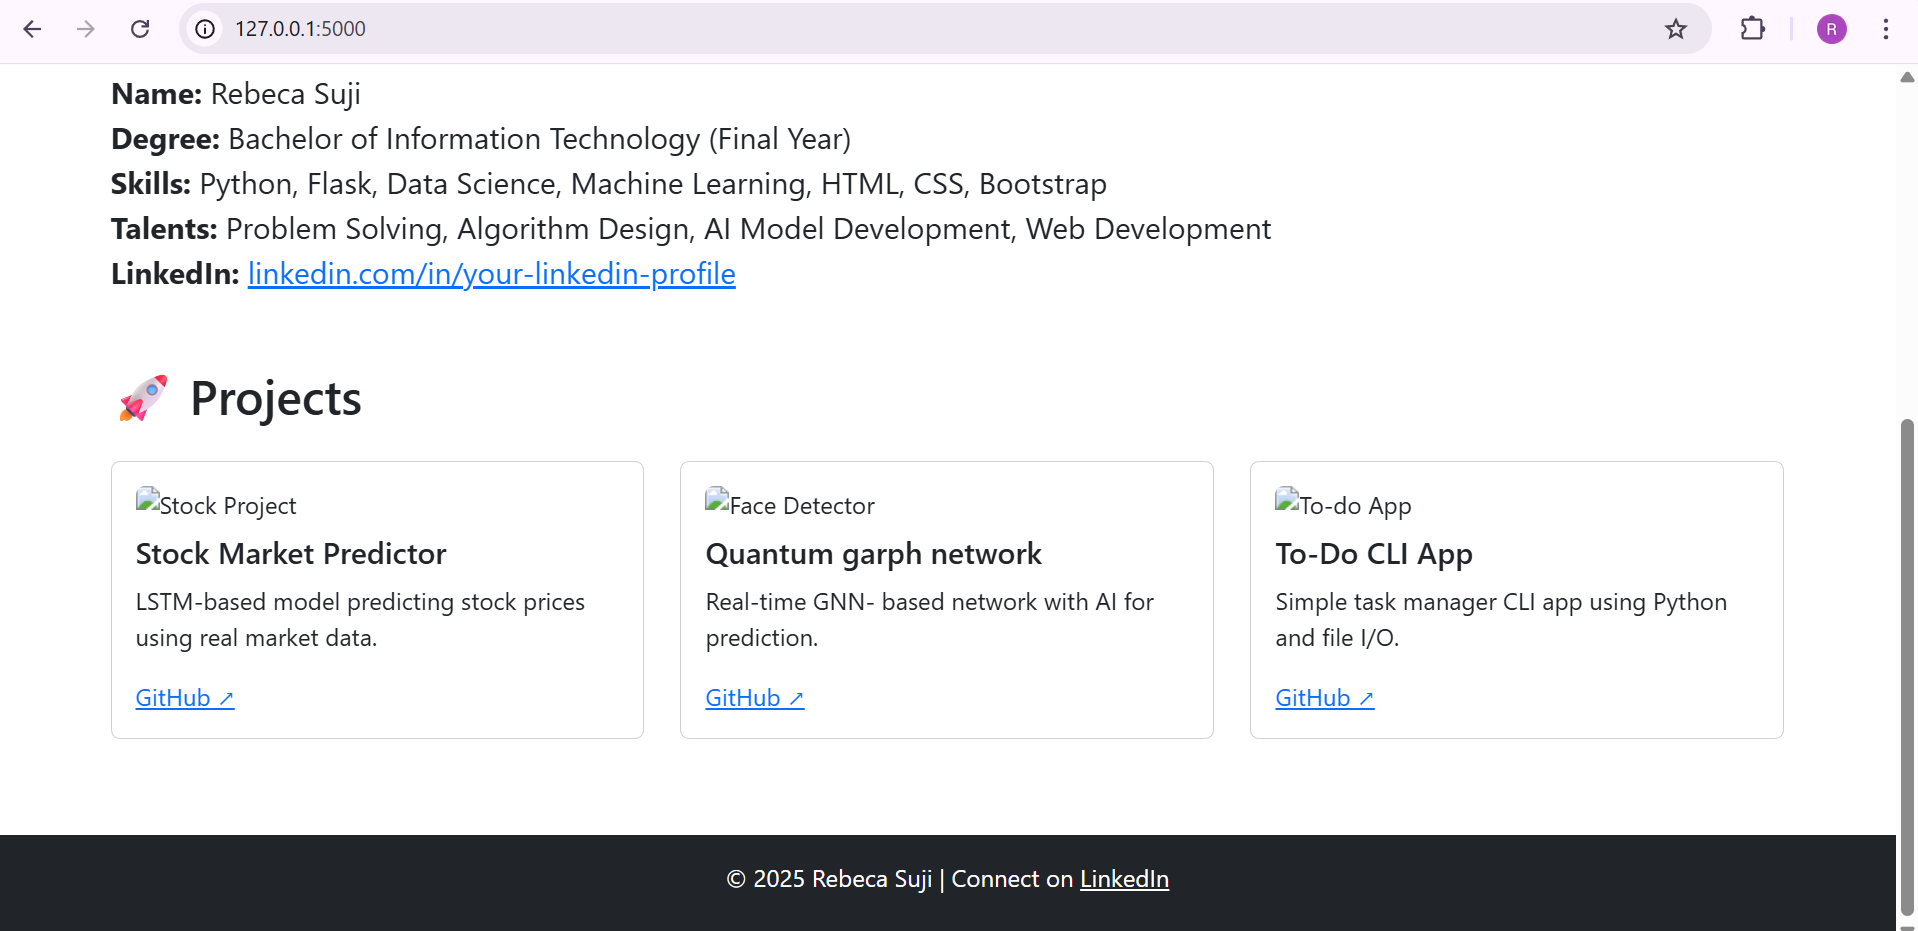 127.0.0.1:5000
R
Name: Rebeca Suji
Degree: Bachelor of Information Technology (Final Year)
Skills: Python, Flask, Data Science, Machine Learning, HTML, CSS, Bootstrap
Talents: Problem Solving, Algorithm Design, AI Model Development, Web Development
LinkedIn: linkedin.com/in/your-linkedin-profile
🚀 Projects
Stock Project
Stock Market Predictor
LSTM-based model predicting stock prices
using real market data.
GitHub ↗
Face Detector
Quantum garph network
Real-time GNN- based network with AI for
prediction.
GitHub ↗
To-do App
To-Do CLI App
Simple task manager CLI app using Python
and file I/O.
GitHub ↗
© 2025 Rebeca Suji | Connect on LinkedIn